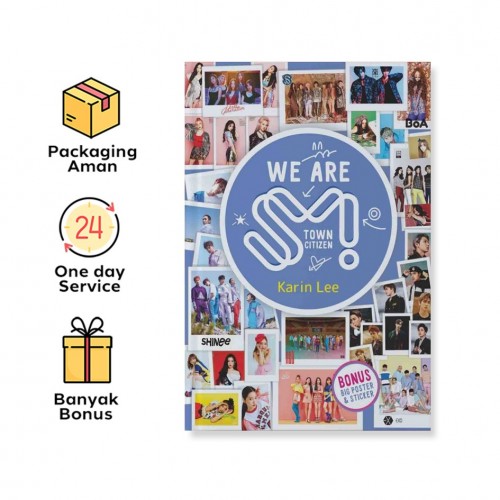 Packaging
Aman
24
One day
Service
Banyak
Bonus
BoA
WE ARE
SM!
TOWN
CITIZEN
Karin Lee
SHINee
BONUS
BIG POSTER
& STICKER
EXO